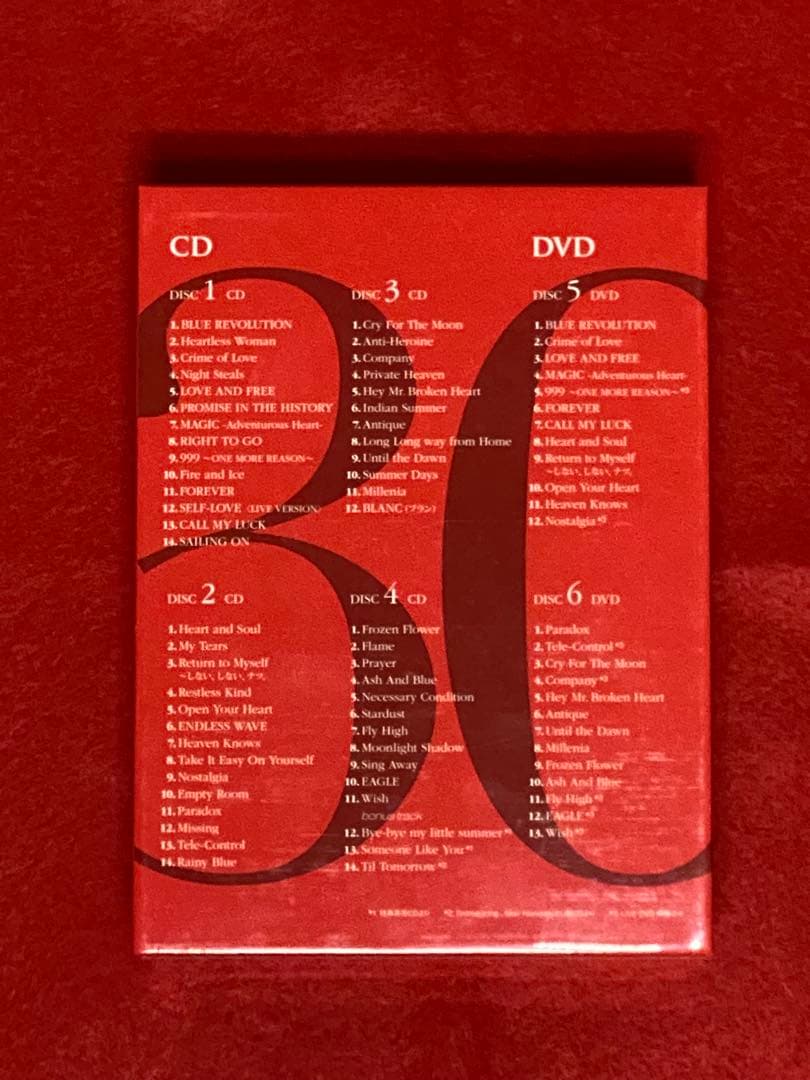 CD
DISC 1 CD
1. BLUE REVOLUTION
2. Heartless Woman
3. Crime of Love
4. Night Steals
5. LOVE AND FREE
6. PROMISE IN THE HISTORY
7. MAGIC -Adventurous Heart-
8. RIGHT TO GO
9. 999 ～ONE MORE REASON～
10. Fire and Ice
11. FOREVER
12. SELF-LOVE (LIVE VERSION)
13. CALL MY LUCK
14. SAILING ON
DISC 2 CD
1. Heart and Soul
2. My Tears
3. Return to Myself
～しない、しない、ナツ。
4. Restless Kind
5. Open Your Heart
6. ENDLESS WAVE
7. Heaven Knows
8. Take It Easy On Yourself
9. Nostalgia
10. Empty Room
11. Paradox
12. Missing
13. Tele-Control
14. Rainy Blue
DISC 3 CD
1. Cry For The Moon
2. Anti-Heroine
3. Company
4. Private Heaven
5. Hey Mr. Broken Heart
6. Indian Summer
7. Antique
8. Long Long way from Home
9. Until the Dawn
10. Summer Days
11. Millenia
12. BLANC (ブラン)
DISC 4 CD
1. Frozen Flower
2. Flame
3. Prayer
4. Ash And Blue
5. Necessary Condition
6. Stardust
7. Fly High
8. Moonlight Shadow
9. Sing Away
10. EAGLE
11. Wish
bonus track
12. Bye-bye my little summer
13. Someone Like You
14. Til Tomorrow
DVD
DISC 5 DVD
1. BLUE REVOLUTION
2. Crime of Love
3. LOVE AND FREE
4. MAGIC -Adventurous Heart-
5. 999 ～ONE MORE REASON～
6. FOREVER
7. CALL MY LUCK
8. Heart and Soul
9. Return to Myself
～しない、しない、ナツ。
10. Open Your Heart
11. Heaven Knows
12. Nostalgia
DISC 6 DVD
1. Paradox
2. Tele-Control
3. Cry For The Moon
4. Company
5. Hey Mr. Broken Heart
6. Antique
7. Until the Dawn
8. Millenia
9. Frozen Flower
10. Ash And Blue
11. Fly High
12. EAGLE
13. Wish
30